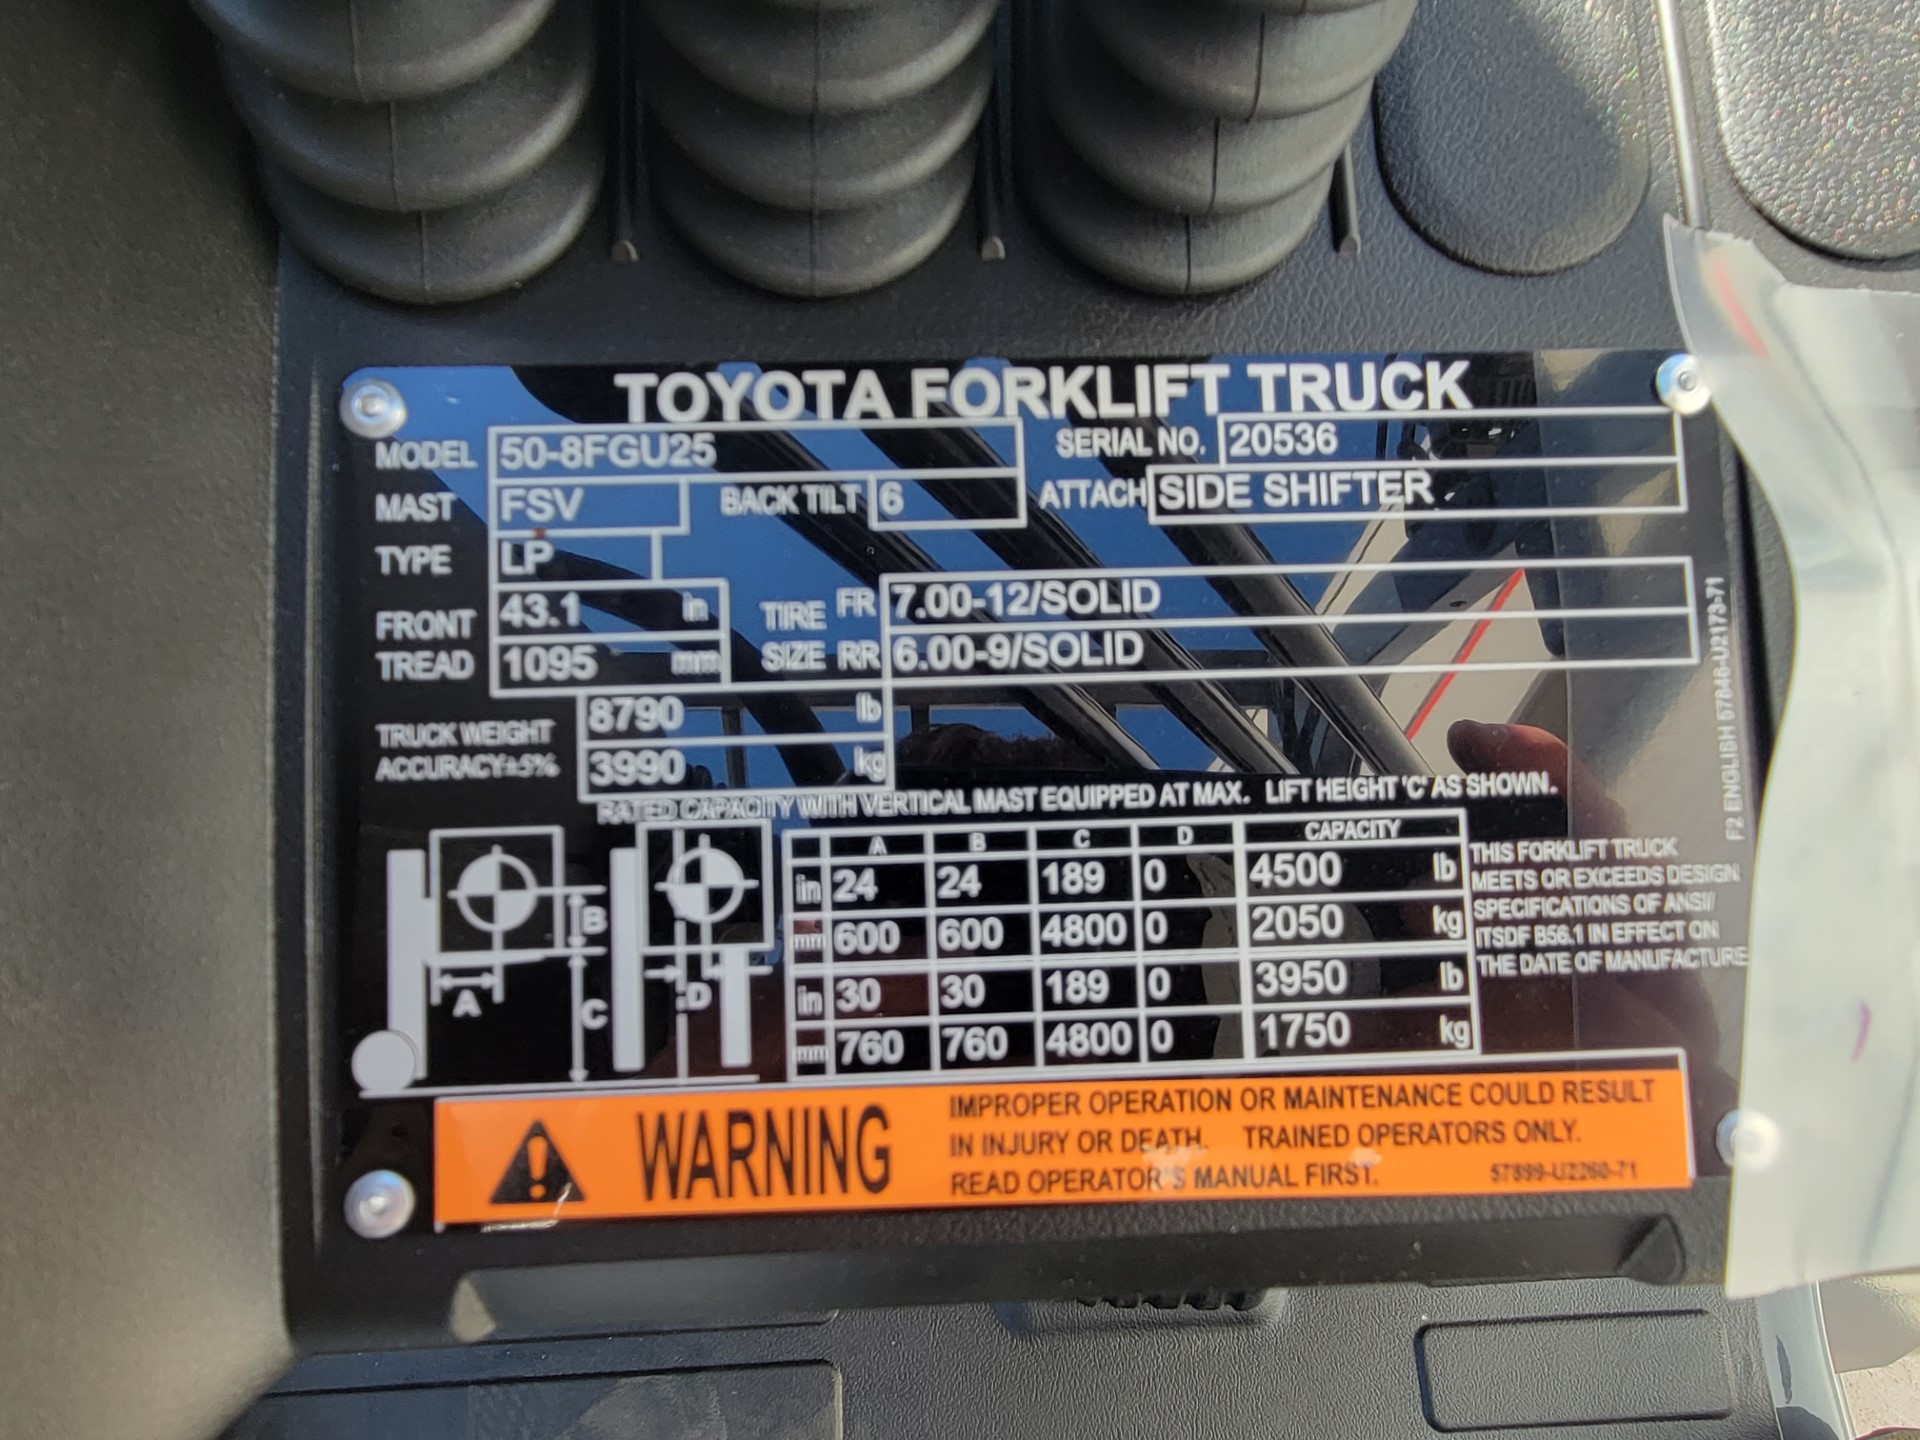 TOYOTA FORKLIFT TRUCK
MODEL 50-8FGU25 SERIAL NO. 20536
MAST FSV BACK TILT 6 ATTACH SIDE SHIFTER
TYPE LP
FRONT TREAD 43.1 in TIRE SIZE FR 7.00-12/SOLID
1095 mm RR 6.00-9/SOLID
TRUCK WEIGHT 8790 lb
ACCURACY±5% 3990 kg
RATED CAPACITY WITH VERTICAL MAST EQUIPPED AT MAX. LIFT HEIGHT 'C' AS SHOWN.
A B C D CAPACITY
in 24 24 189 0 4500 lb
mm 600 600 4800 0 2050 kg
in 30 30 189 0 3950 lb
mm 760 760 4800 0 1750 kg
B
A
C
D
THIS FORKLIFT TRUCK
MEETS OR EXCEEDS DESIGN
SPECIFICATIONS OF ANSI/
ITSDF B56.1 IN EFFECT ON
THE DATE OF MANUFACTURE
F2 ENGLISH 57846-U2173-71
WARNING
IMPROPER OPERATION OR MAINTENANCE COULD RESULT
IN INJURY OR DEATH. TRAINED OPERATORS ONLY.
READ OPERATOR'S MANUAL FIRST. 57899-U2260-71